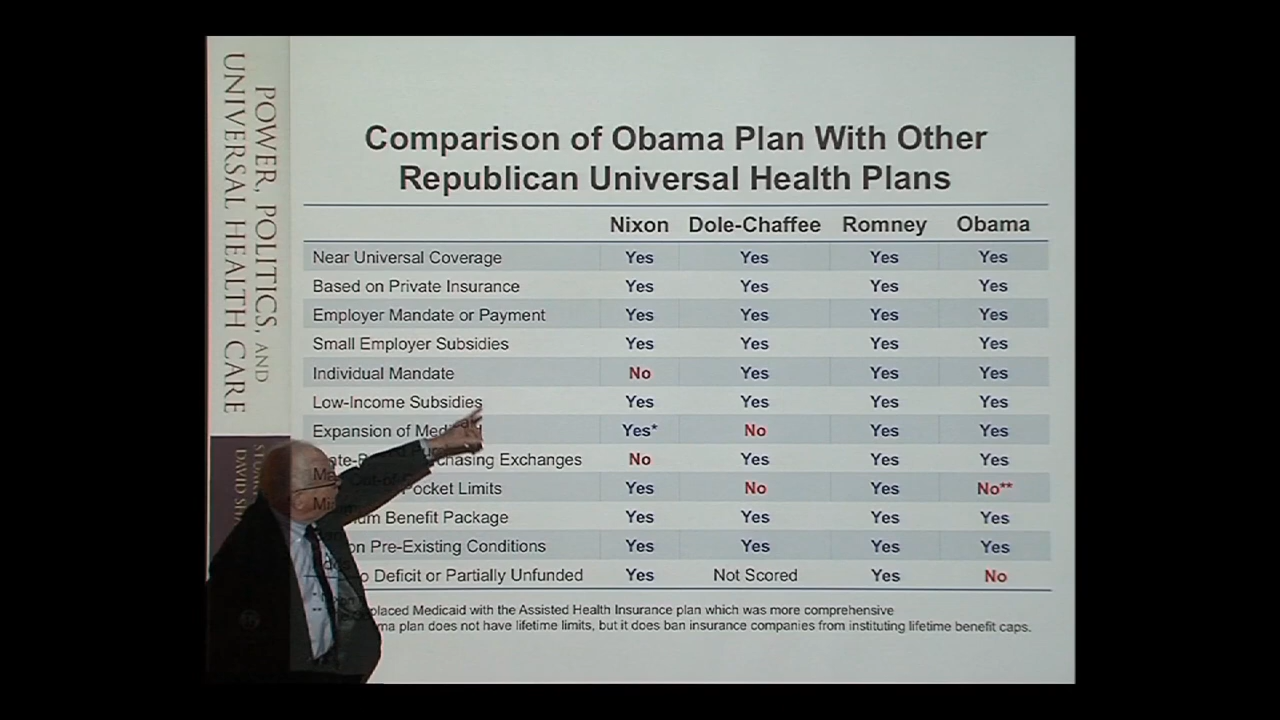 POWER, POLITICS, AND
UNIVERSAL HEALTH CARE
DAVID
Comparison of Obama Plan With Other
Republican Universal Health Plans
Nixon Dole-Chaffee Romney Obama
Near Universal Coverage Yes Yes Yes Yes
Based on Private Insurance Yes Yes Yes Yes
Employer Mandate or Payment Yes Yes Yes Yes
Small Employer Subsidies Yes Yes Yes Yes
Individual Mandate No Yes Yes Yes
Low-Income Subsidies Yes Yes Yes Yes
Expansion of Medicaid Yes* No Yes Yes
Purchasing Exchanges No Yes Yes Yes
Out-of-Pocket Limits Yes No Yes No**
Benefit Package Yes Yes Yes Yes
on Pre-Existing Conditions Yes Yes Yes Yes
Deficit or Partially Unfunded Yes Not Scored Yes No
Medicaid with the Assisted Health Insurance plan which was more comprehensive
plan does not have lifetime limits, but it does ban insurance companies from instituting lifetime benefit caps.